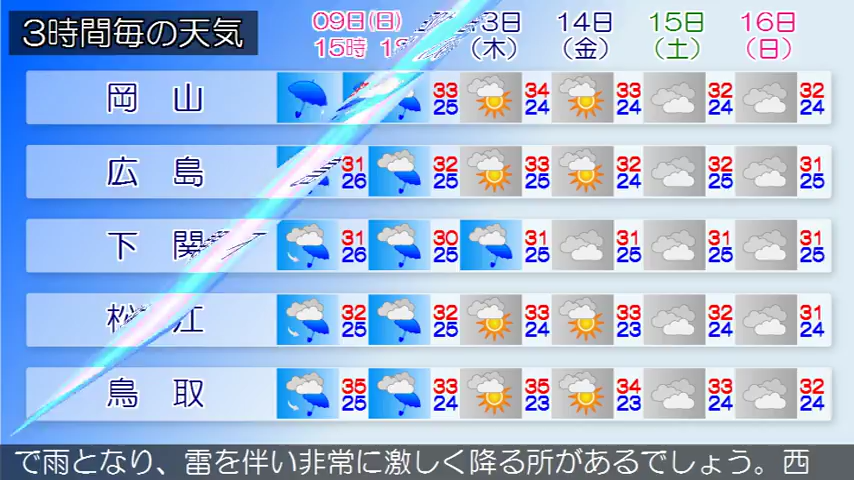 3時間毎の天気
09日(日) 3日 14日 15日 16日
15時 (木) (金) (土) (日)
岡 山 33 34 33 32 32
25 24 24 24 24
広 島 31 32 33 32 32 31
26 25 25 24 25 25
下 関 31 30 31 31 31 31
26 25 25 25 25 25
松 江 32 32 33 33 32 31
25 25 24 23 24 24
鳥 取 35 33 35 34 33 32
25 24 23 23 24 24
で雨となり、雷を伴い非常に激しく降る所があるでしょう。西